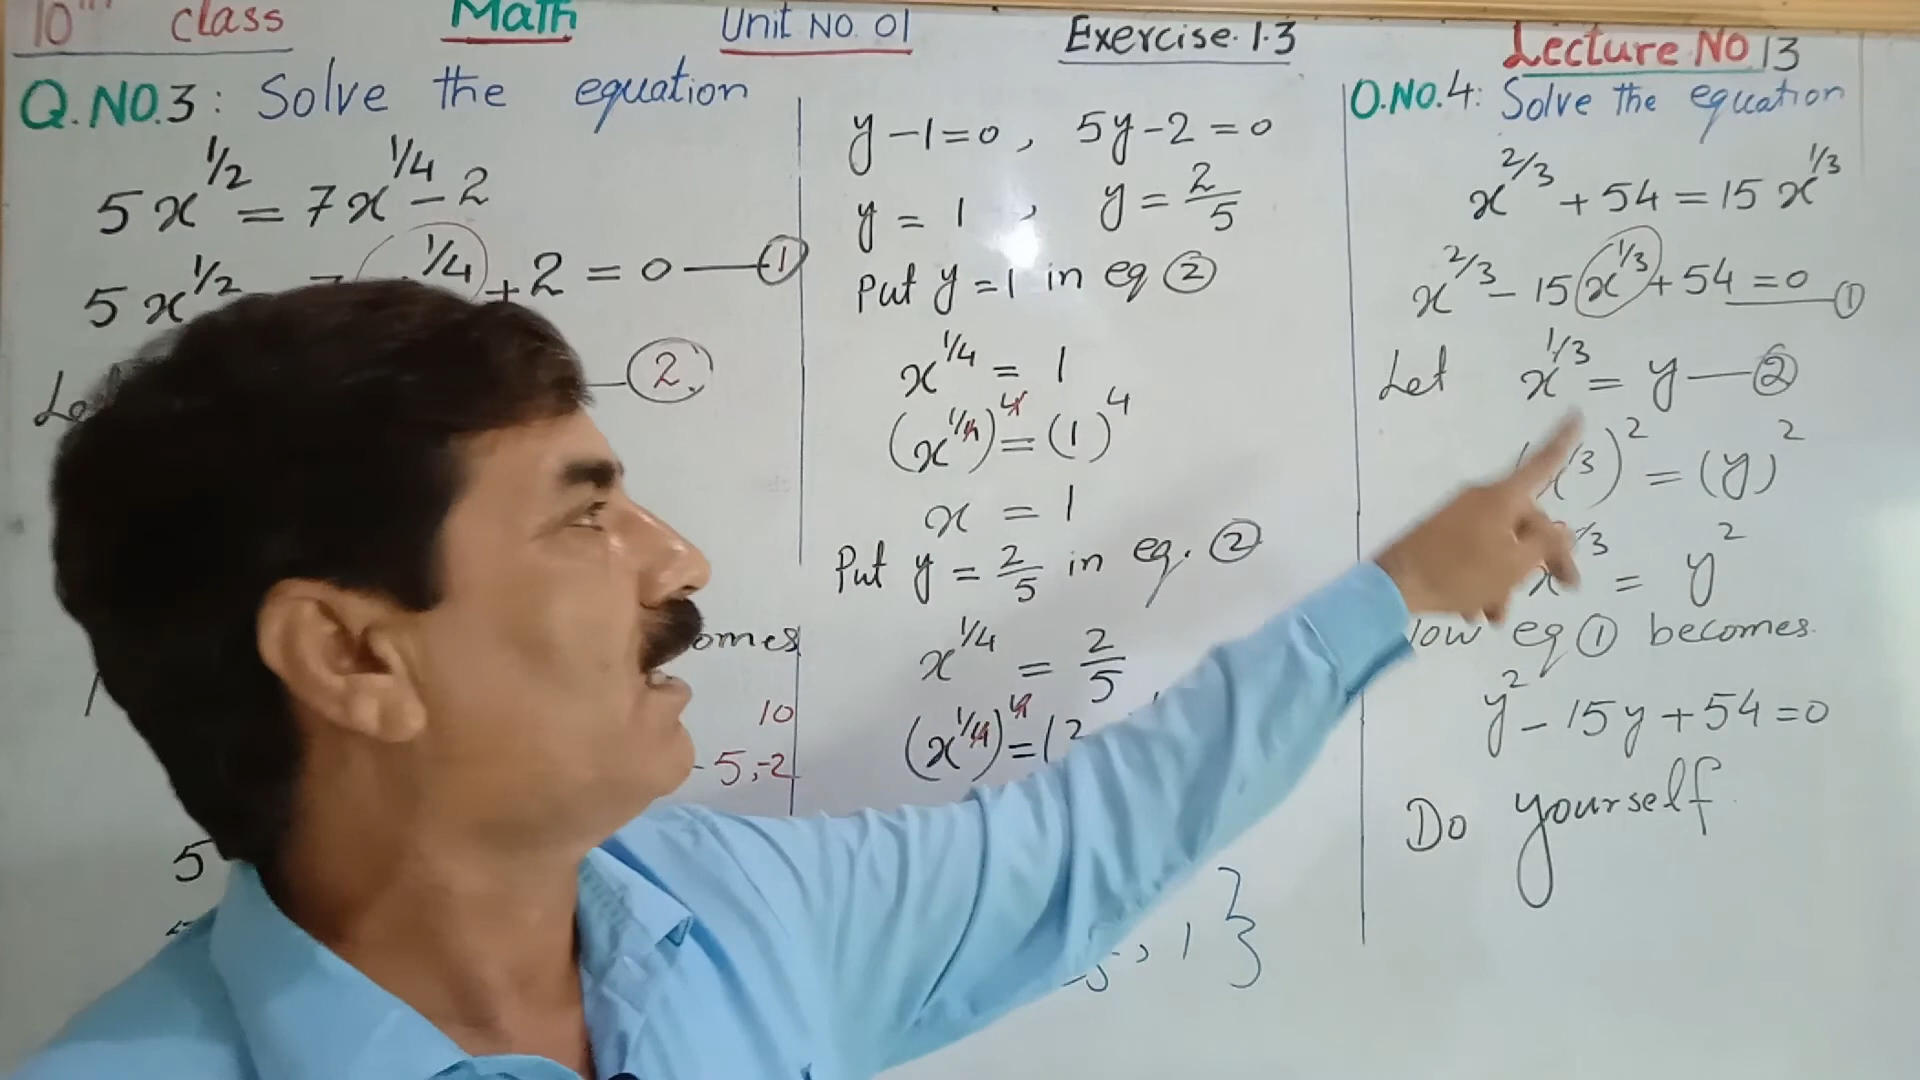 10th class Math Unit No. 01 Exercise 1.3 Lecture No 13
Q.NO.3: Solve the equation
5x^1/2 = 7x^1/4 - 2
5x^1/2 - 7x^1/4 + 2 = 0 — ①
Let — ②
omes
10
-5,-2
5
y - 1 = 0 , 5y - 2 = 0
y = 1 , y = 2/5
Put y = 1 in eq ②
x^1/4 = 1
(x^1/4)^4 = (1)^4
x = 1
Put y = 2/5 in eq. ②
x^1/4 = 2/5
(x^1/4)^4 = (2
, 1 }
Q.NO.4: Solve the equation
x^2/3 + 54 = 15 x^1/3
x^2/3 - 15 x^1/3 + 54 = 0 — ①
Let x^1/3 = y — ②
/3)^2 = (y)^2
x^2/3 = y^2
Now eq ① becomes.
y^2 - 15y + 54 = 0
Do yourself.